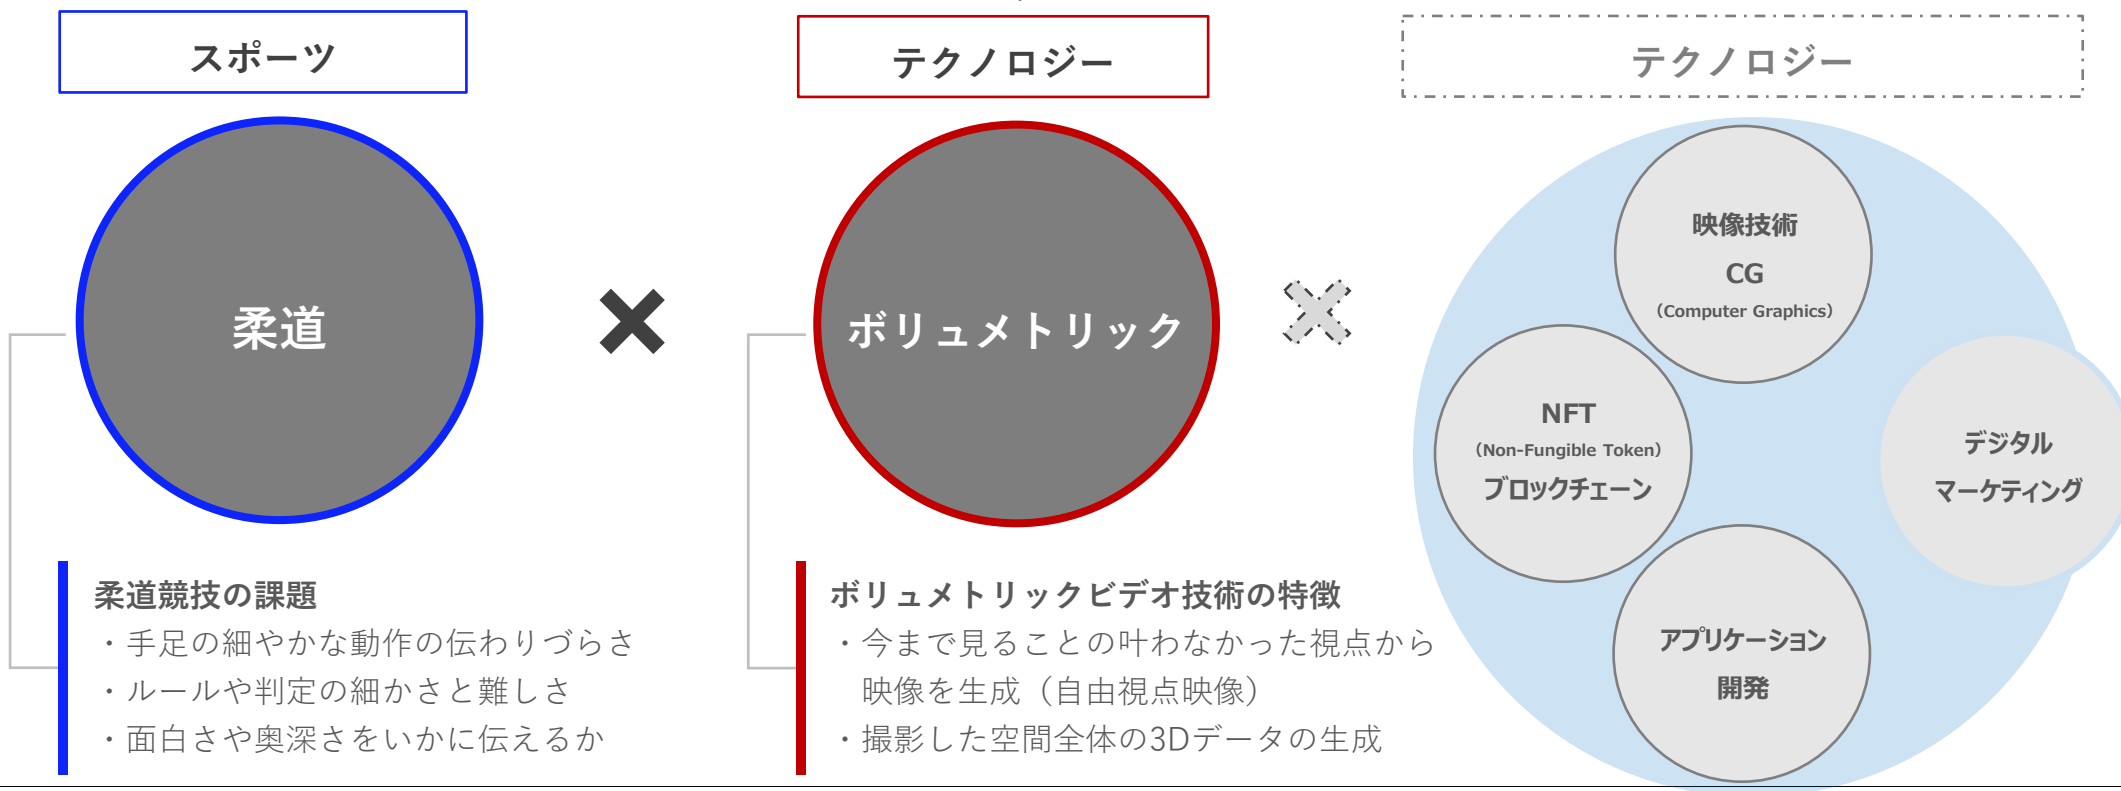 スポーツ
柔道
柔道競技の課題
・手足の細やかな動作の伝わりづらさ
・ルールや判定の細かさと難しさ
・面白さや奥深さをいかに伝えるか
テクノロジー
ボリュメトリック
ボリュメトリックビデオ技術の特徴
・今まで見ることの叶わなかった視点から
映像を生成（自由視点映像）
・撮影した空間全体の3Dデータの生成
テクノロジー
映像技術
CG
（Computer Graphics）
NFT
（Non-Fungible Token）
ブロックチェーン
デジタル
マーケティング
アプリケーション
開発